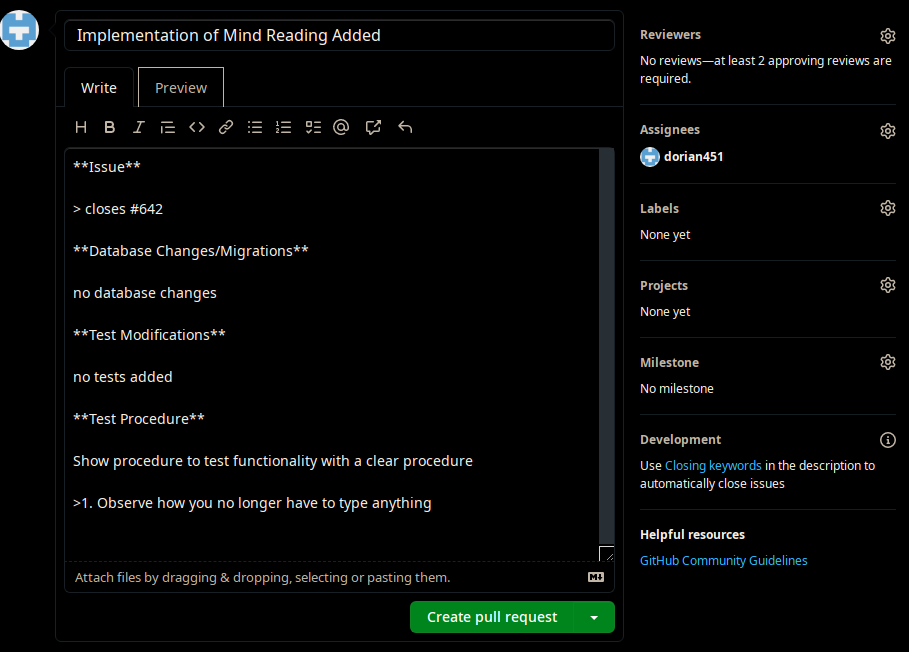 Implementation of Mind Reading Added
Write
Preview
**Issue**
> closes #642
**Database Changes/Migrations**
no database changes
**Test Modifications**
no tests added
**Test Procedure**
Show procedure to test functionality with a clear procedure
>1. Observe how you no longer have to type anything
Attach files by dragging & dropping, selecting or pasting them.
Create pull request
Reviewers
No reviews—at least 2 approving reviews are
required.
Assignees
dorian451
Labels
None yet
Projects
None yet
Milestone
No milestone
Development
Use Closing keywords in the description to
automatically close issues
Helpful resources
GitHub Community Guidelines